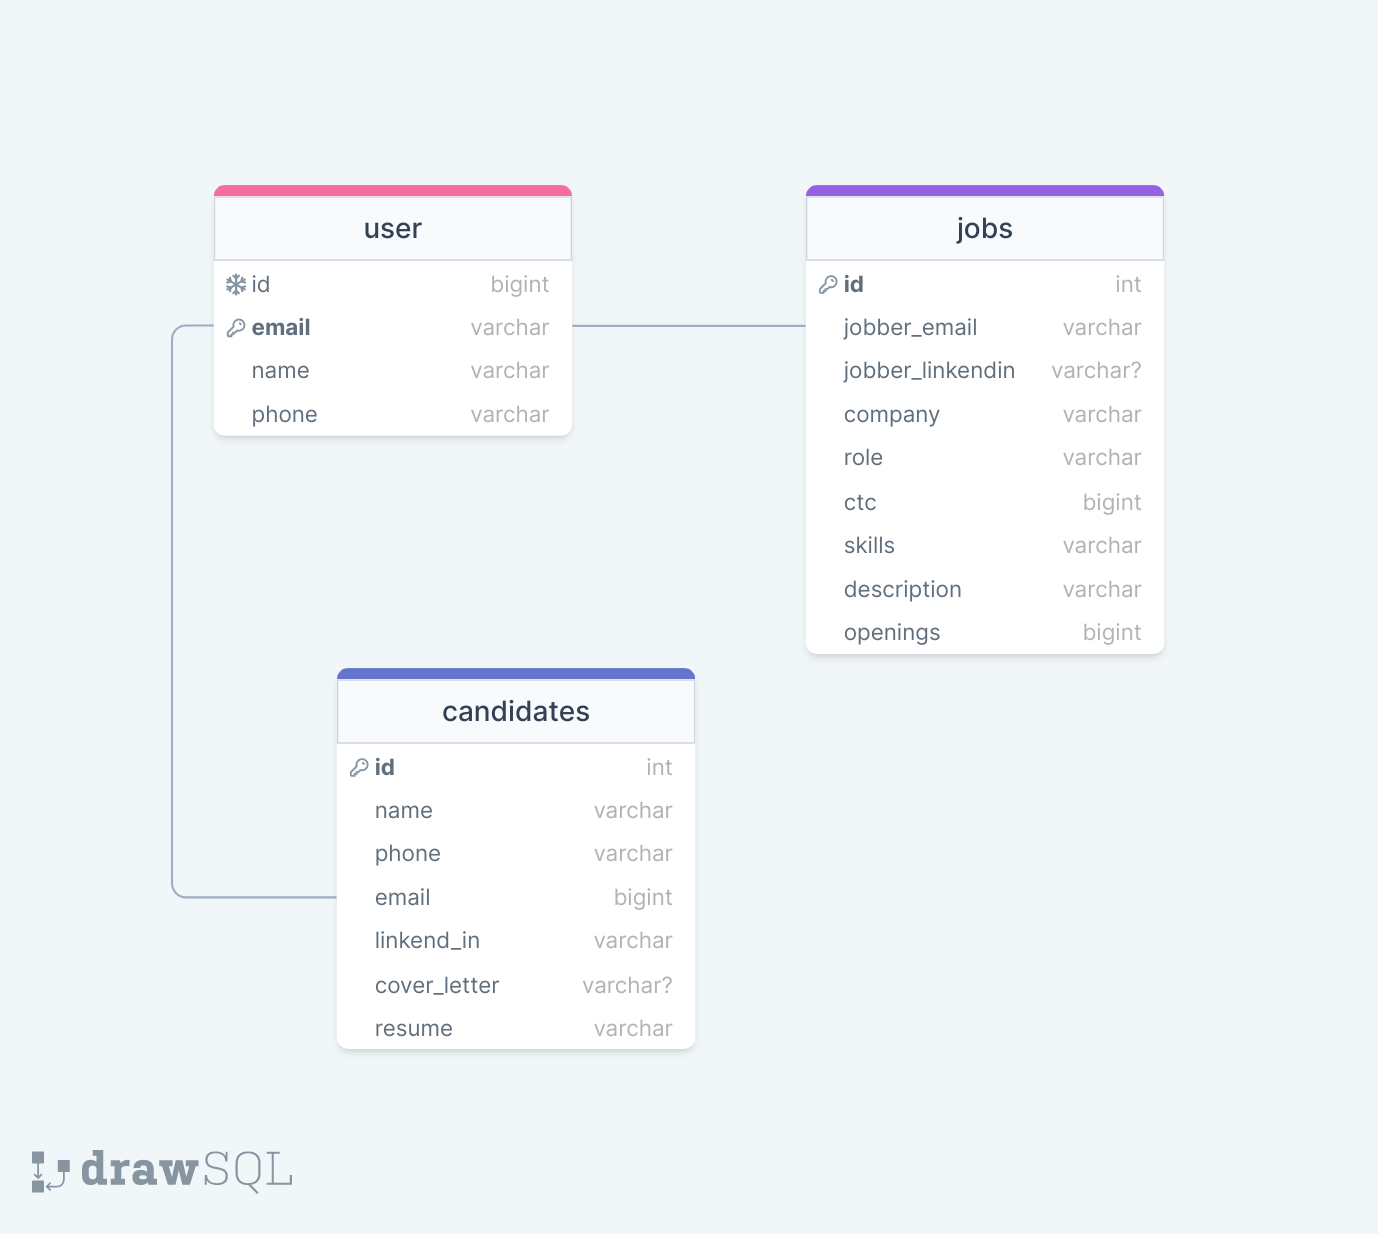 user
id bigint
email varchar
name varchar
phone varchar
jobs
id int
jobber_email varchar
jobber_linkendin varchar?
company varchar
role varchar
ctc bigint
skills varchar
description varchar
openings bigint
candidates
id int
name varchar
phone varchar
email bigint
linkend_in varchar
cover_letter varchar?
resume varchar
drawSQL